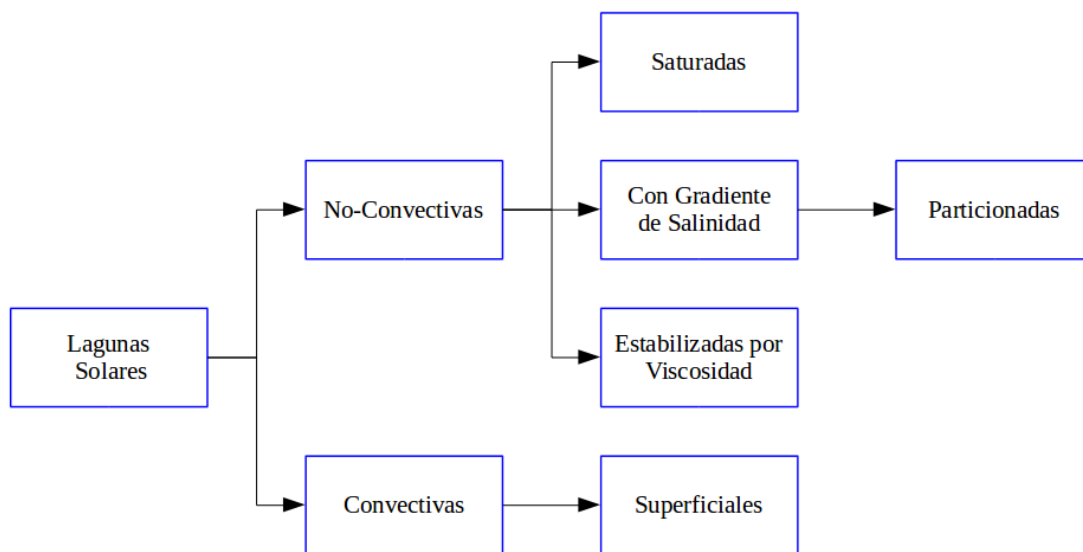 Saturadas
No-Convectivas
Con Gradiente
de Salinidad
Particionadas
Lagunas
Solares
Estabilizadas por
Viscosidad
Convectivas
Superficiales